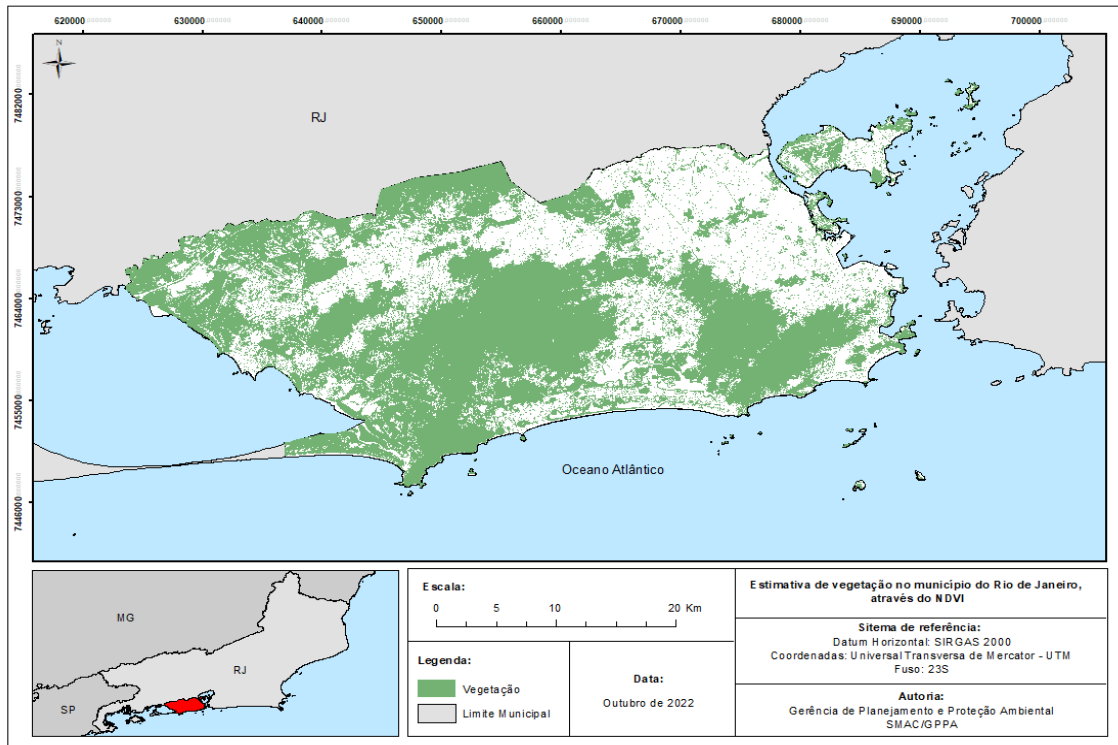 620000 630000 640000 650000 660000 670000 680000 690000 700000
N
7482000
RJ
7473000
7464000
7455000
Oceano Atlântico
7446000
MG
RJ
SP
Escala:
0 5 10 20 Km
Legenda:
Vegetação
Limite Municipal
Data:
Outubro de 2022
Estimativa de vegetação no município do Rio de Janeiro,
através do NDVI
Sitema de referência:
Datum Horizontal: SIRGAS 2000
Coordenadas: Universal Transversa de Mercator - UTM
Fuso: 23S
Autoria:
Gerência de Planejamento e Proteção Ambiental
SMAC/GPPA